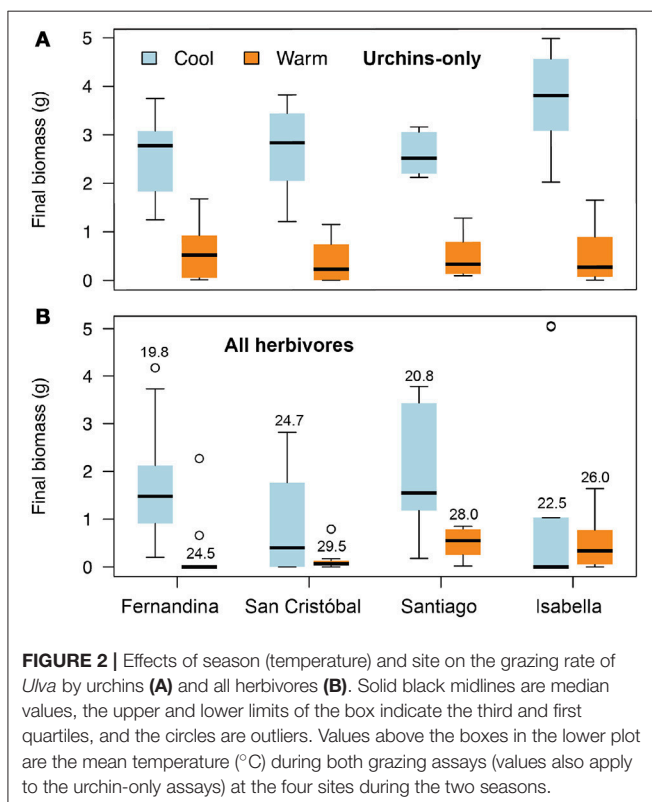 A
Cool Warm Urchins-only
Final biomass (g)
5
4
3
2
1
0
B
All herbivores
Final biomass (g)
5
4
3
2
1
0
19.8
24.5
24.7
29.5
20.8
28.0
22.5
26.0
Fernandina San Cristóbal Santiago Isabella
FIGURE 2 | Effects of season (temperature) and site on the grazing rate of
Ulva by urchins (A) and all herbivores (B). Solid black midlines are median
values, the upper and lower limits of the box indicate the third and first
quartiles, and the circles are outliers. Values above the boxes in the lower plot
are the mean temperature (°C) during both grazing assays (values also apply
to the urchin-only assays) at the four sites during the two seasons.